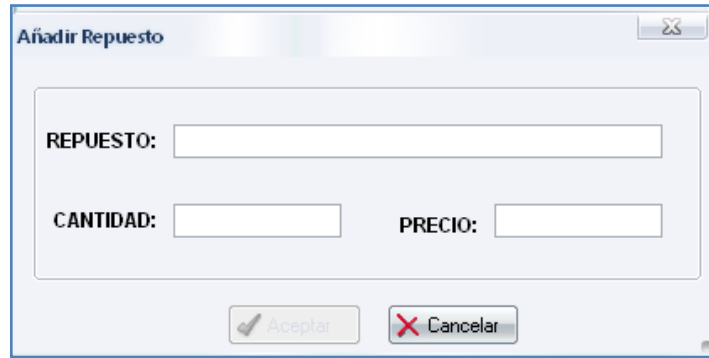 Añadir Repuesto
REPUESTO:
CANTIDAD: PRECIO:
Aceptar Cancelar